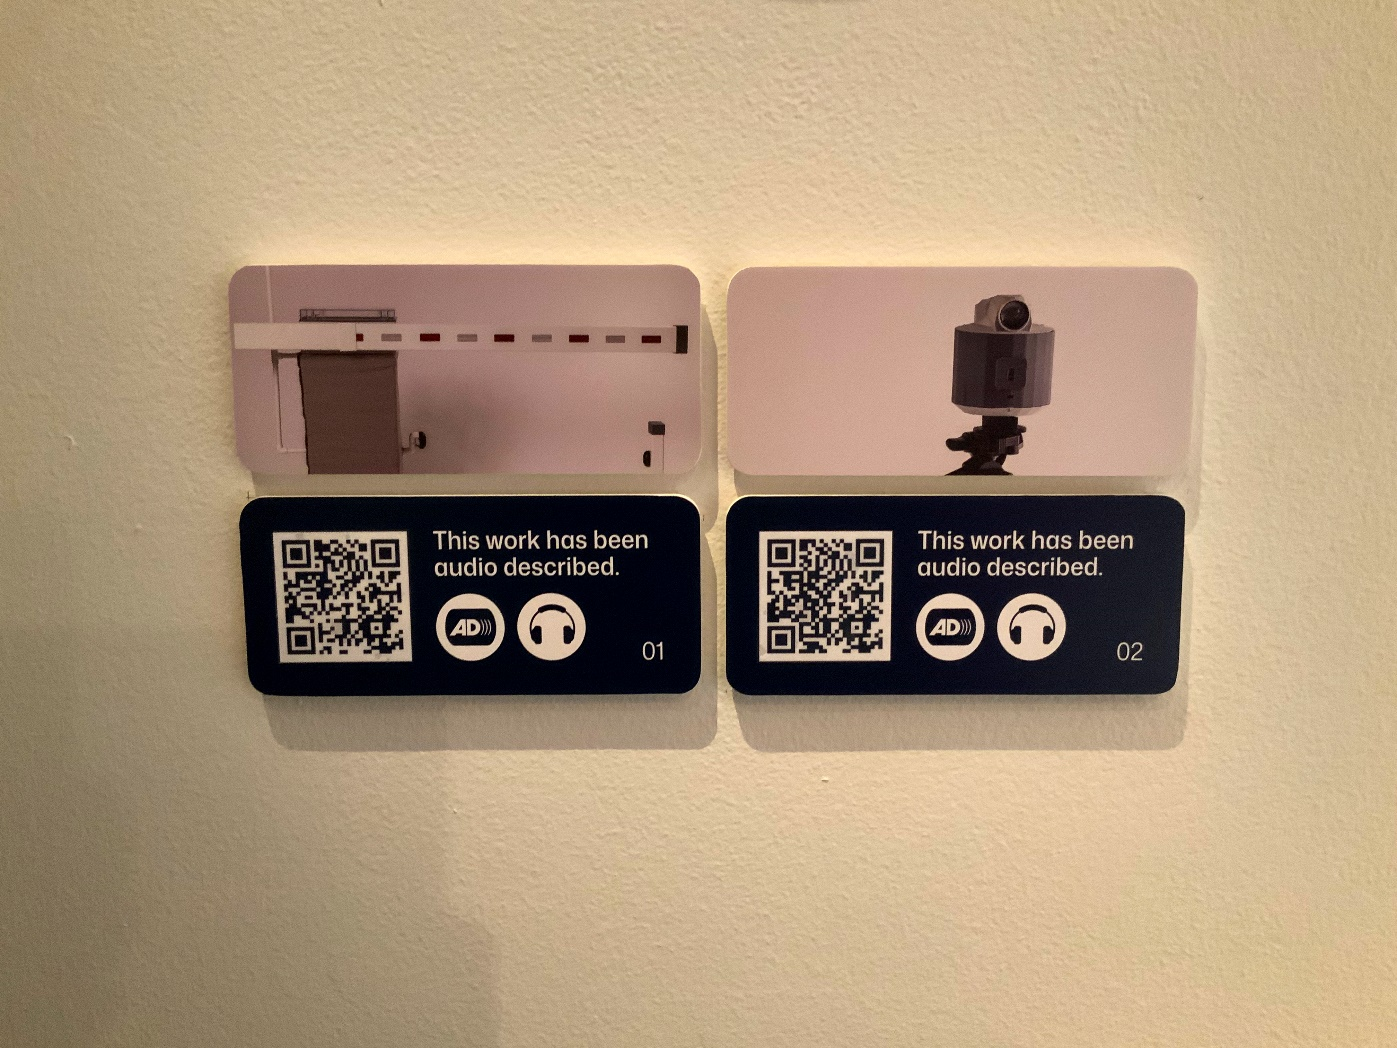 This work has been
audio described.
AD
01
This work has been
audio described.
AD
02